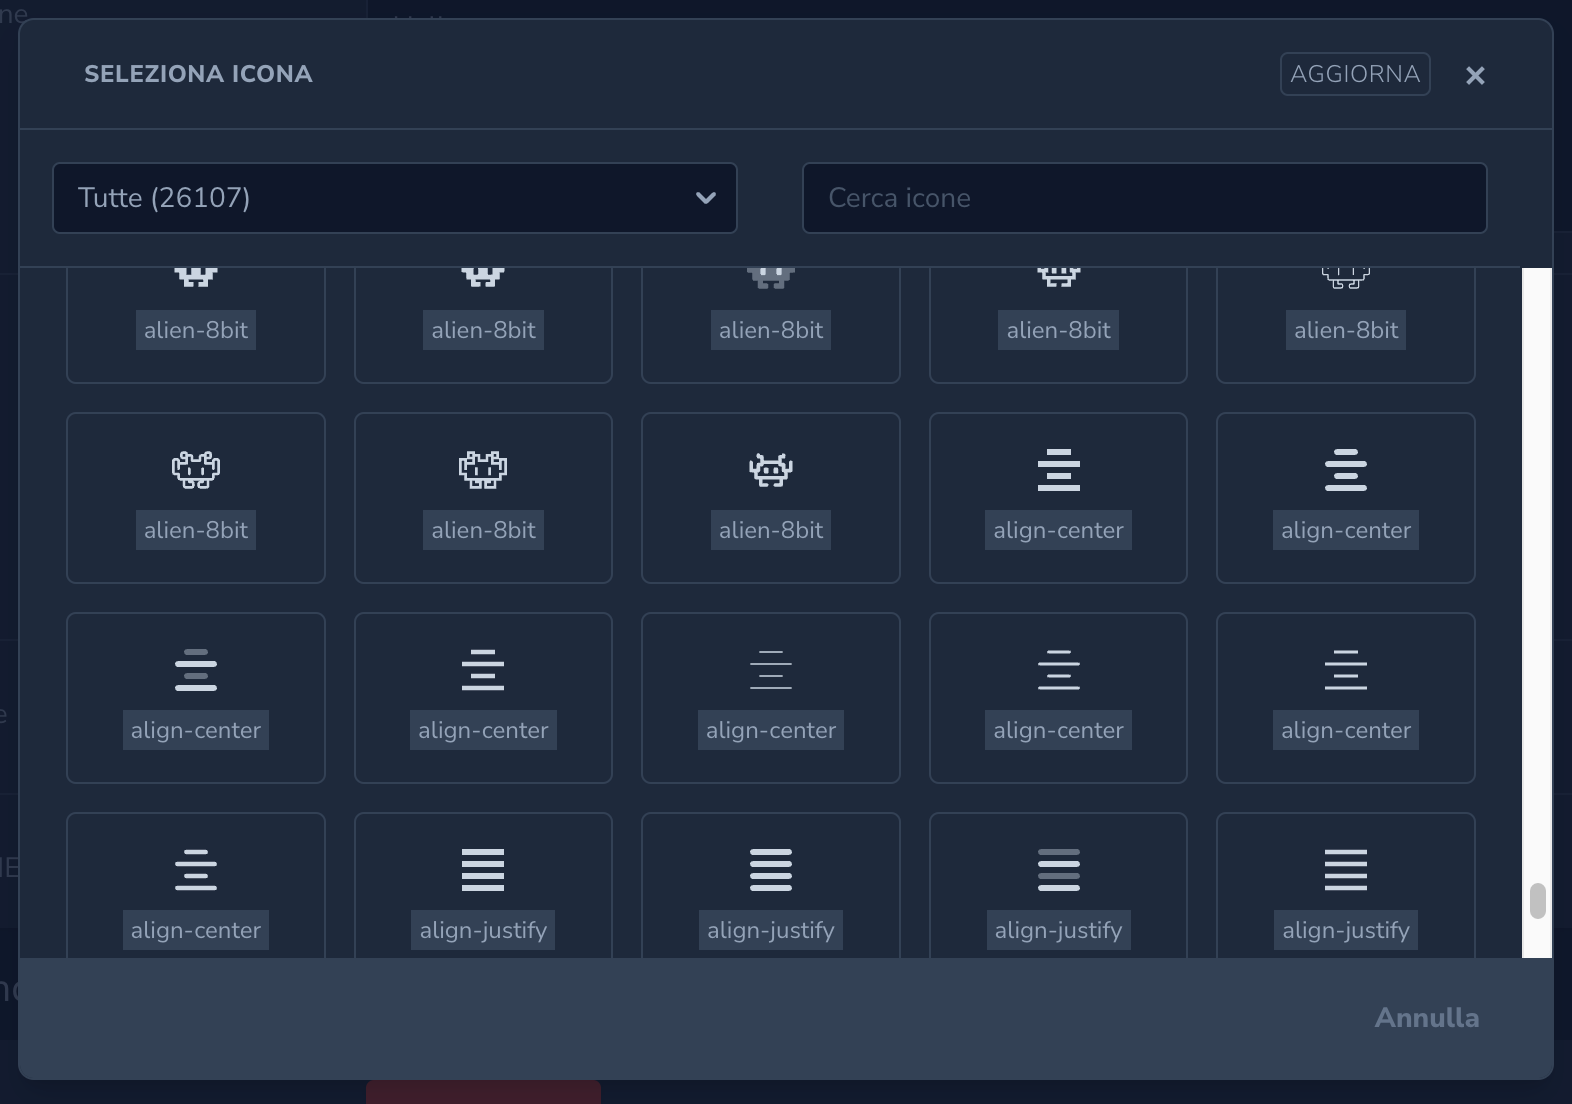 SELEZIONA ICONA
AGGIORNA
Tutte (26107)
Cerca icone
alien-8bit alien-8bit alien-8bit alien-8bit alien-8bit
alien-8bit alien-8bit alien-8bit align-center align-center
align-center align-center align-center align-center align-center
align-center align-justify align-justify align-justify align-justify
Annulla